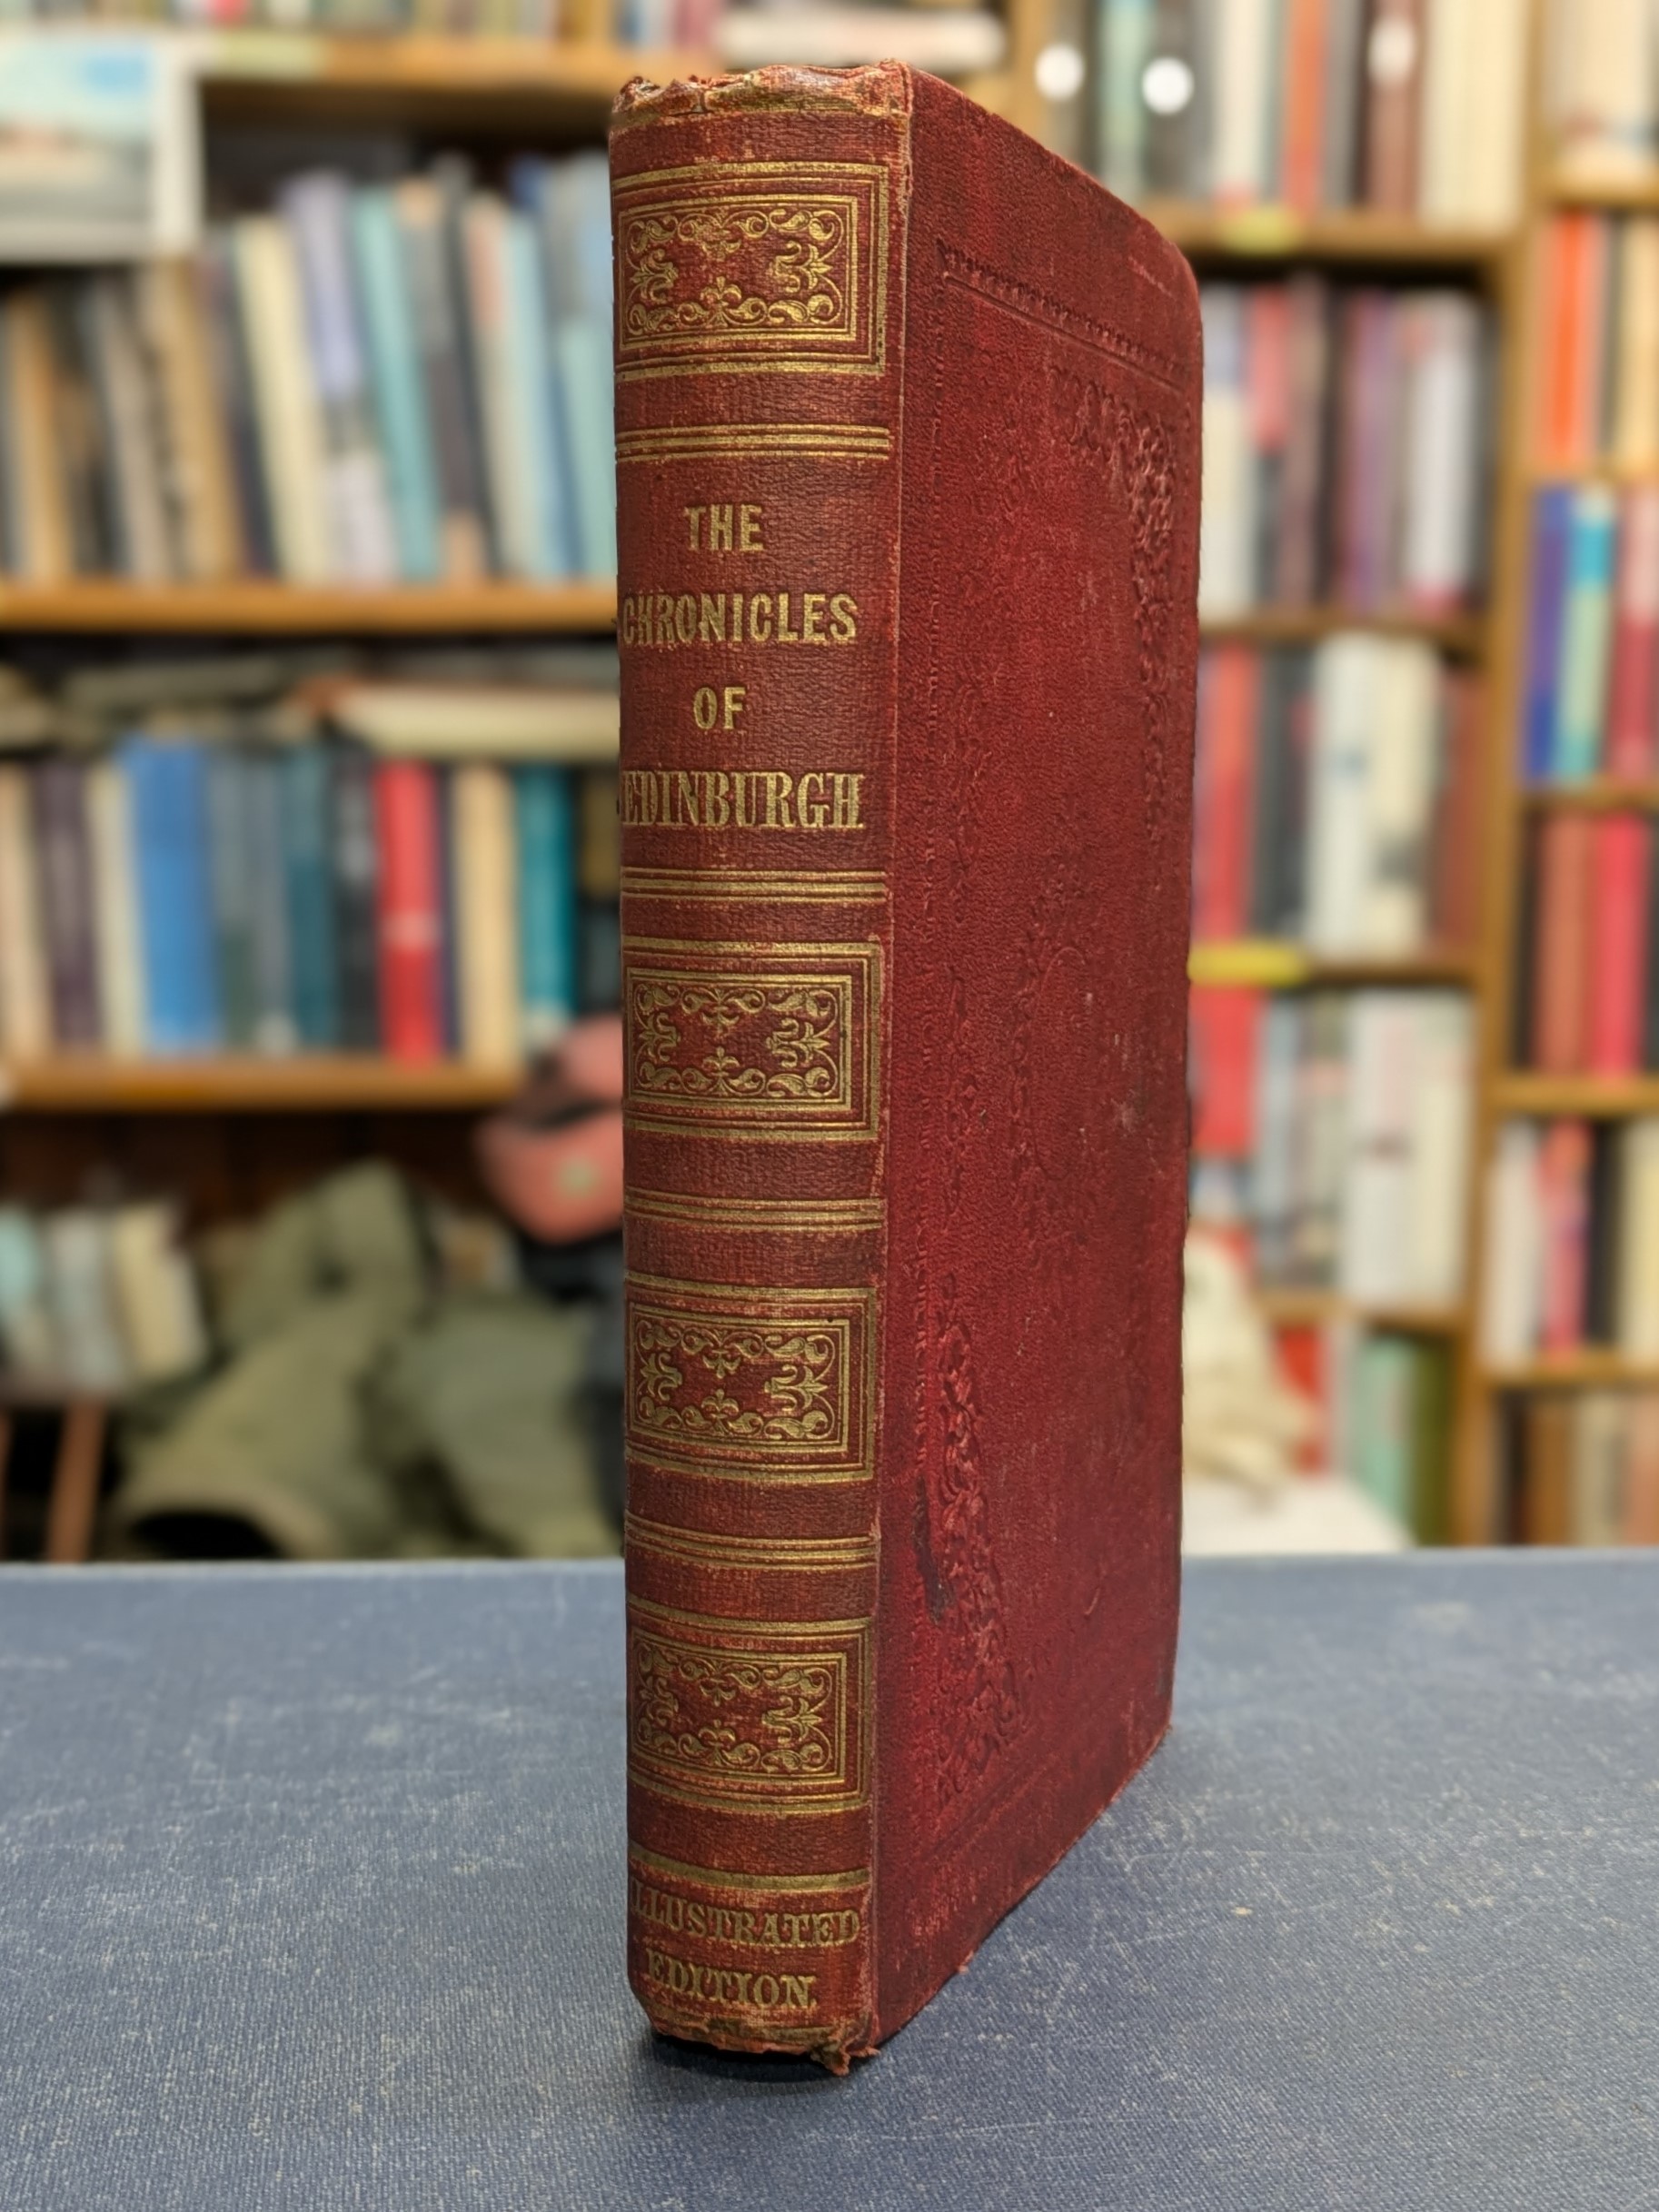 THE
CHRONICLES
OF
EDINBURGH
ILLUSTRATED
EDITION.